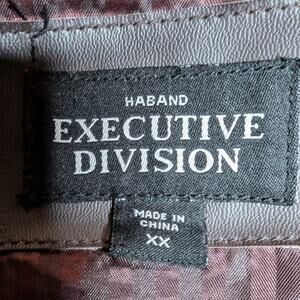 HABAND
EXECUTIVE
DIVISION
MADE IN
CHINA
XX